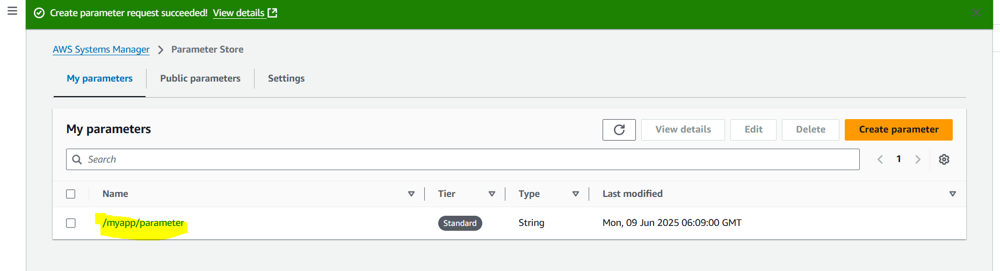 Create parameter request succeeded! View details
AWS Systems Manager > Parameter Store
My parameters Public parameters Settings
My parameters View details Edit Delete Create parameter
Search 1
Name Tier Type Last modified
/myapp/parameter Standard String Mon, 09 Jun 2025 06:09:00 GMT